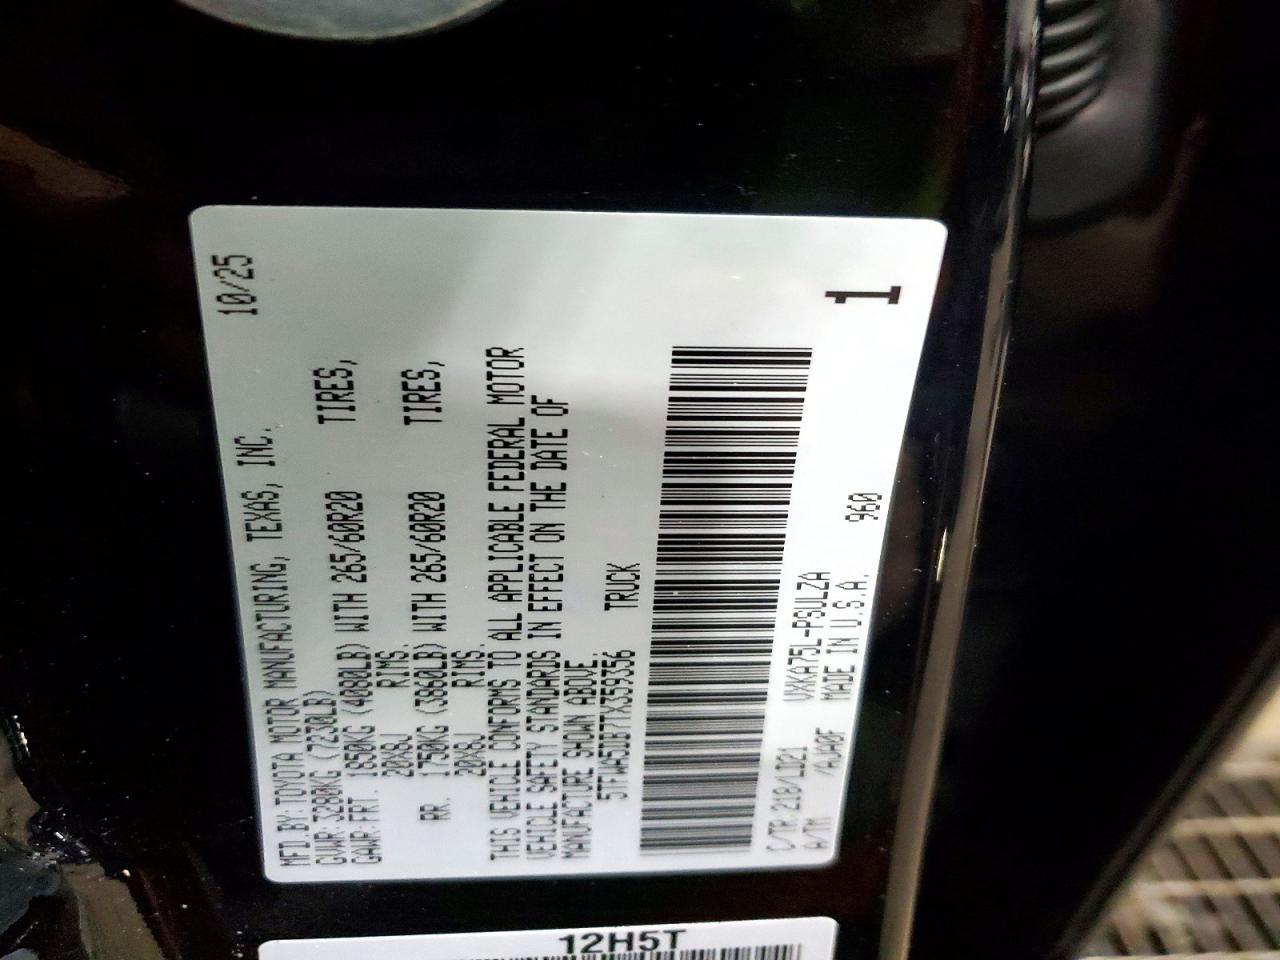 10/25
MFD. BY: TOYOTA MOTOR MANUFACTURING, TEXAS, INC.
GVWR: 3280KG (7230LB)
GAWR: FRT. 1850KG (4080LB) WITH 265/60R20 TIRES,
20X8J RIMS.
RR. 1750KG (3860LB) WITH 265/60R20 TIRES,
20X8J RIMS.
THIS VEHICLE CONFORMS TO ALL APPLICABLE FEDERAL MOTOR
VEHICLE SAFETY STANDARDS IN EFFECT ON THE DATE OF
MANUFACTURE SHOWN ABOVE.
5TFWA5DB7TX359356 TRUCK
C/TR: 218/LD21 VXKA75L-PSULZA
A/TM /AJA0F MADE IN U.S.A. 960
1
12H5T